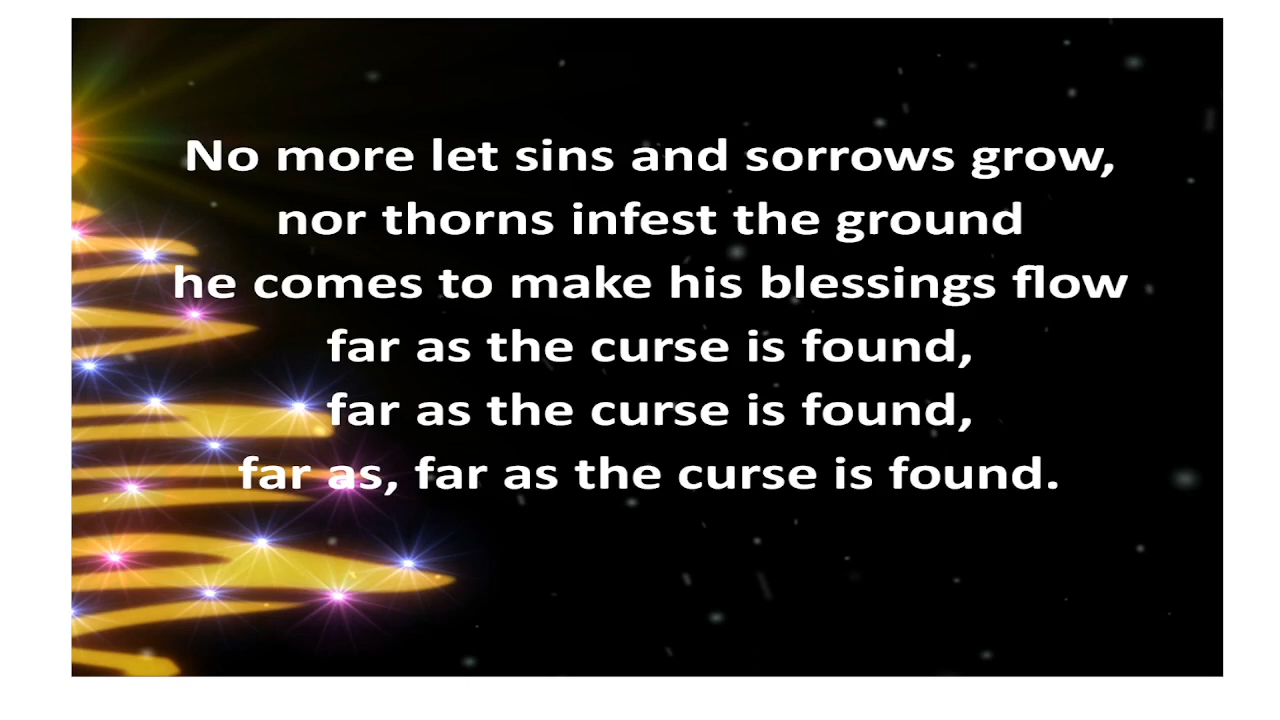 No more let sins and sorrows grow,
nor thorns infest the ground
he comes to make his blessings flow
far as the curse is found,
far as the curse is found,
far as, far as the curse is found.